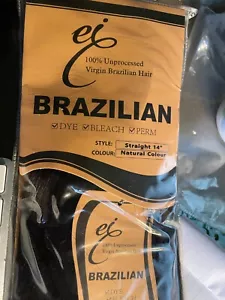 ei
100% Unprocessed
Virgin Brazilian Hair
BRAZILIAN
☑DYE ☑BLEACH ☑PERM
STYLE: Straight 14"
COLOUR: Natural Colour
ei
100% Unprocessed
BRAZILIAN